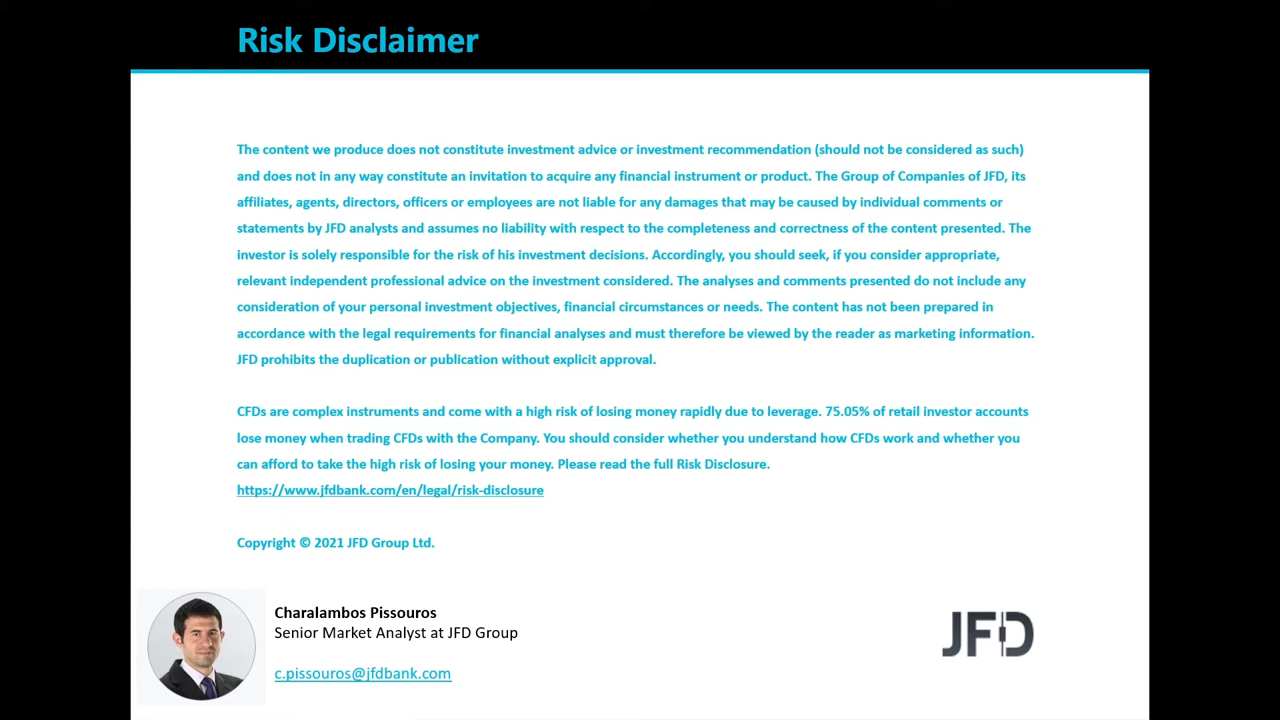 Risk Disclaimer
The content we produce does not constitute investment advice or investment recommendation (should not be considered as such)
and does not in any way constitute an invitation to acquire any financial instrument or product. The Group of Companies of JFD, its
affiliates, agents, directors, officers or employees are not liable for any damages that may be caused by individual comments or
statements by JFD analysts and assumes no liability with respect to the completeness and correctness of the content presented. The
investor is solely responsible for the risk of his investment decisions. Accordingly, you should seek, if you consider appropriate,
relevant independent professional advice on the investment considered. The analyses and comments presented do not include any
consideration of your personal investment objectives, financial circumstances or needs. The content has not been prepared in
accordance with the legal requirements for financial analyses and must therefore be viewed by the reader as marketing information.
JFD prohibits the duplication or publication without explicit approval.
CFDs are complex instruments and come with a high risk of losing money rapidly due to leverage. 75.05% of retail investor accounts
lose money when trading CFDs with the Company. You should consider whether you understand how CFDs work and whether you
can afford to take the high risk of losing your money. Please read the full Risk Disclosure.
https://www.jfdbank.com/en/legal/risk-disclosure
Copyright © 2021 JFD Group Ltd.
Charalambos Pissouros
Senior Market Analyst at JFD Group
c.pissouros@jfdbank.com
JFD